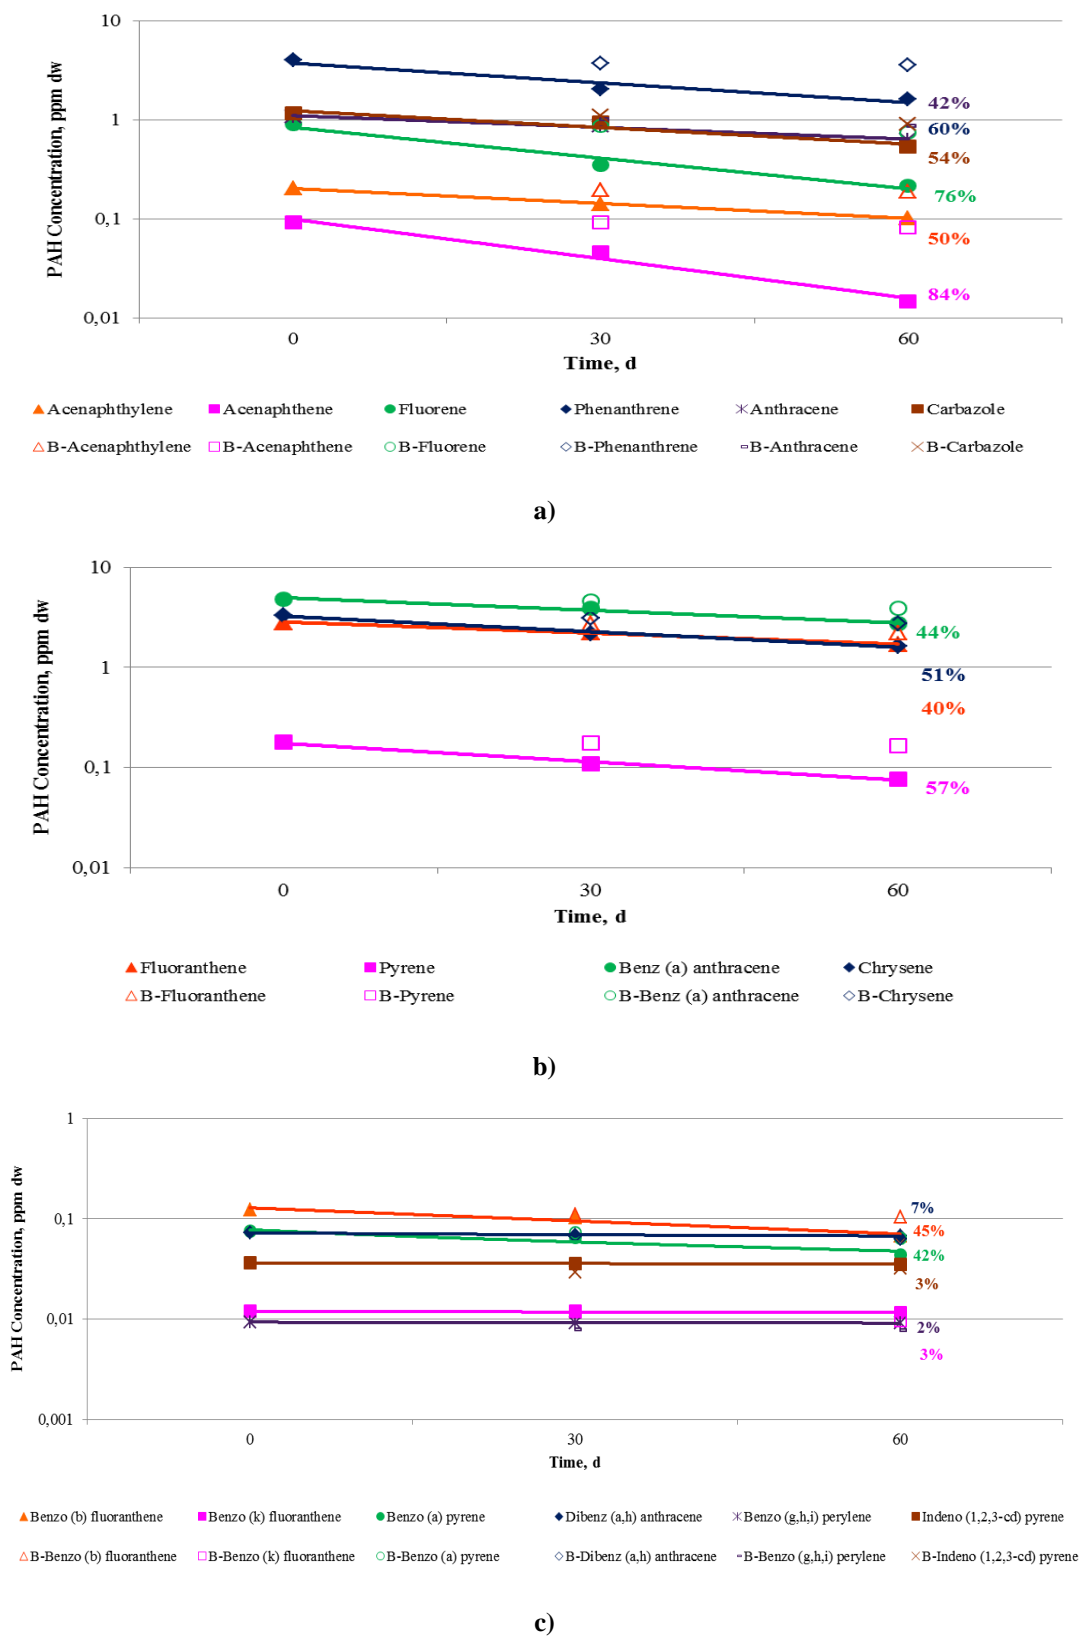 10
1
0,1
0,01
PAH Concentration, ppm dw
42%
60%
54%
76%
50%
84%
0 30 60
Time, d
Acenaphthylene Acenaphthene Fluorene Phenanthrene Anthracene Carbazole
B-Acenaphthylene B-Acenaphthene B-Fluorene B-Phenanthrene B-Anthracene B-Carbazole
a)
10
1
0,1
0,01
PAH Concentration, ppm dw
44%
51%
40%
57%
0 30 60
Time, d
Fluoranthene Pyrene Benz (a) anthracene Chrysene
B-Fluoranthene B-Pyrene B-Benz (a) anthracene B-Chrysene
b)
1
0,1
0,01
0,001
PAH Concentration, ppm dw
7%
45%
42%
3%
2%
3%
0 30 60
Time, d
Benzo (b) fluoranthene Benzo (k) fluoranthene Benzo (a) pyrene Dibenz (a,h) anthracene Benzo (g,h,i) perylene Indeno (1,2,3-cd) pyrene
B-Benzo (b) fluoranthene B-Benzo (k) fluoranthene B-Benzo (a) pyrene B-Dibenz (a,h) anthracene B-Benzo (g,h,i) perylene B-Indeno (1,2,3-cd) pyrene
c)